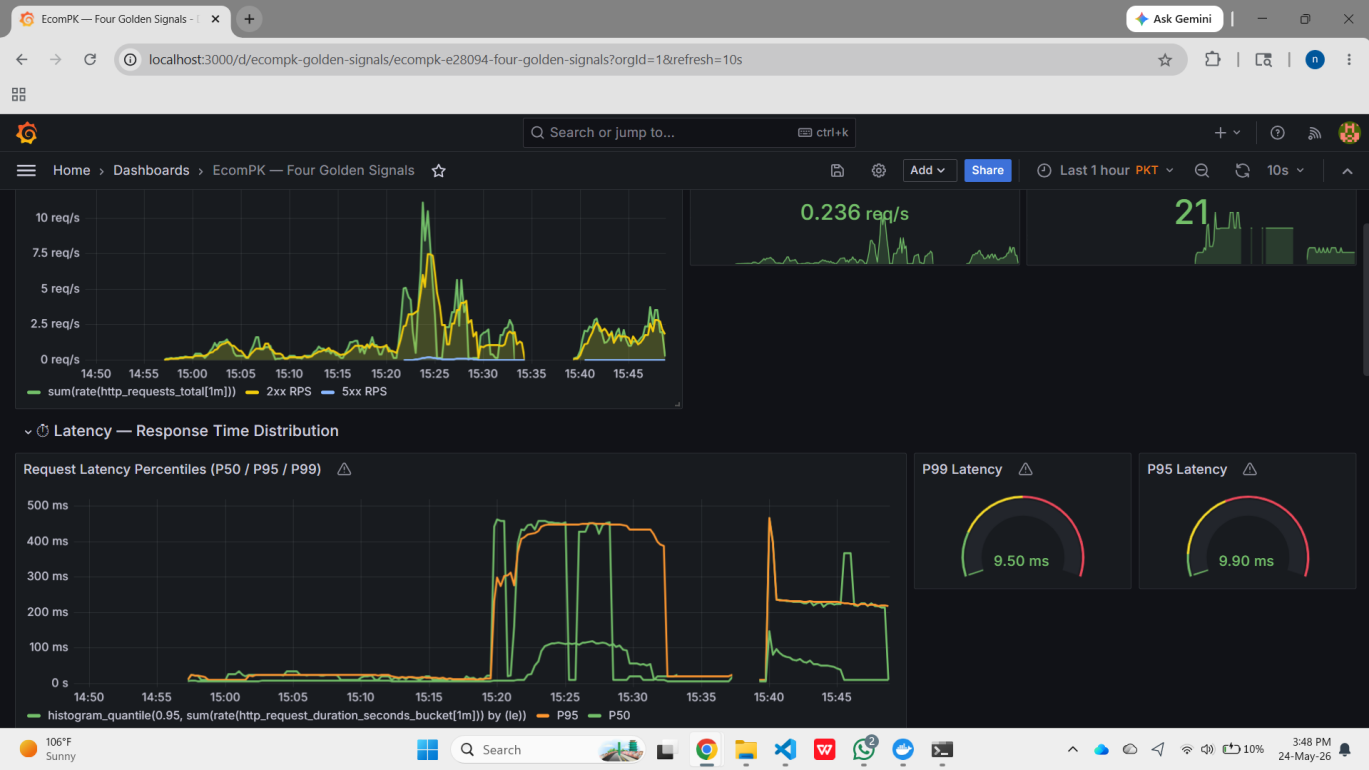 EcomPK — Four Golden Signals -
Ask Gemini
localhost:3000/d/ecompk-golden-signals/ecompk-e28094-four-golden-signals?orgId=1&refresh=10s
n
Search or jump to...
ctrl+k
Home › Dashboards › EcomPK — Four Golden Signals
Add
Share
Last 1 hour PKT
10s
10 req/s
7.5 req/s
5 req/s
2.5 req/s
0 req/s
14:50 14:55 15:00 15:05 15:10 15:15 15:20 15:25 15:30 15:35 15:40 15:45
sum(rate(http_requests_total[1m])) 2xx RPS 5xx RPS
0.236 req/s
21
Latency — Response Time Distribution
Request Latency Percentiles (P50 / P95 / P99)
500 ms
400 ms
300 ms
200 ms
100 ms
0 s
14:50 14:55 15:00 15:05 15:10 15:15 15:20 15:25 15:30 15:35 15:40 15:45
histogram_quantile(0.95, sum(rate(http_request_duration_seconds_bucket[1m])) by (le)) P95 P50
P99 Latency
9.50 ms
P95 Latency
9.90 ms
106°F
Sunny
Search
W
2
10%
3:48 PM
24-May-26